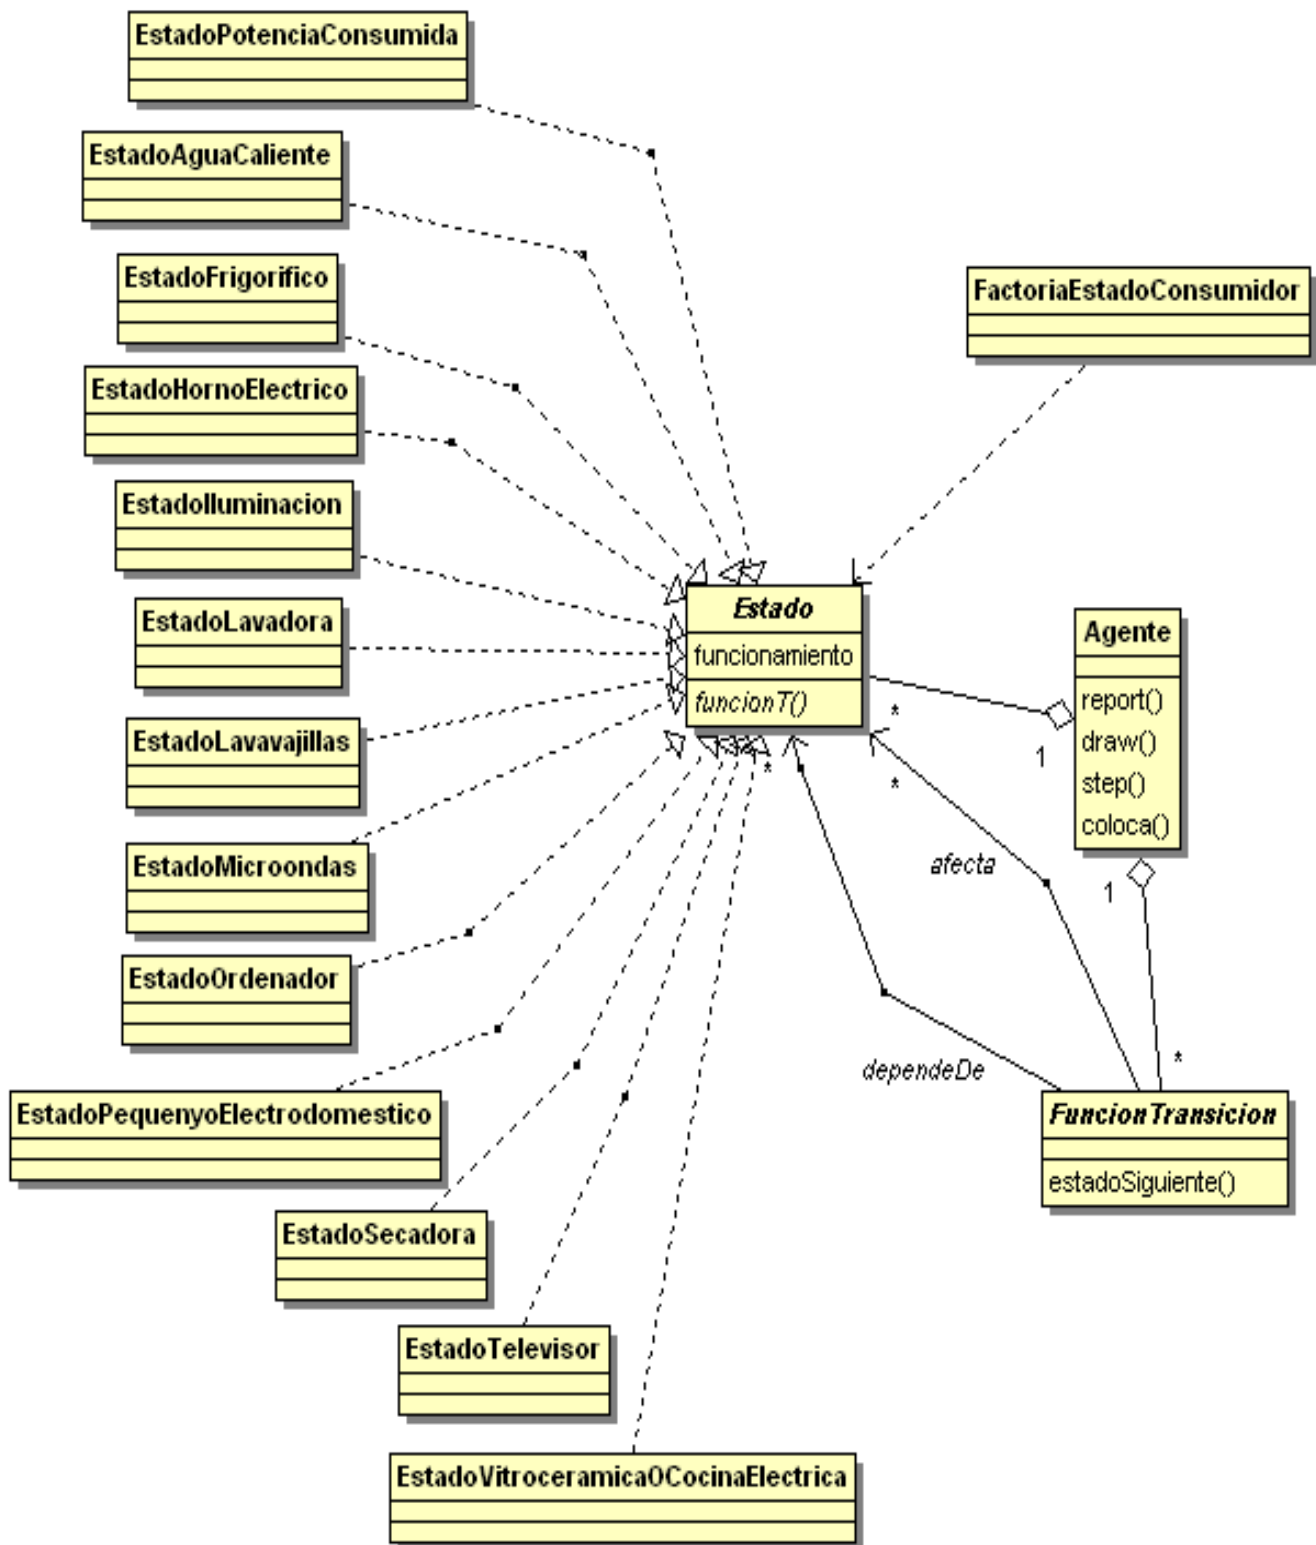 EstadoPotenciaConsumida
EstadoAguaCaliente
EstadoFrigorifico
FactoriaEstadoConsumidor
EstadoHornoElectrico
EstadoIluminacion
EstadoLavadora
Estado
funcionamiento
funcionT()
Agente
report()
draw()
step()
coloca()
*
1
*
*
EstadoLavavajillas
EstadoMicroondas
afecta
1
EstadoOrdenador
*
dependeDe
EstadoPequenyoElectrodomestico
FuncionTransicion
estadoSiguiente()
EstadoSecadora
EstadoTelevisor
EstadoVitroceramicaOCocinaElectrica